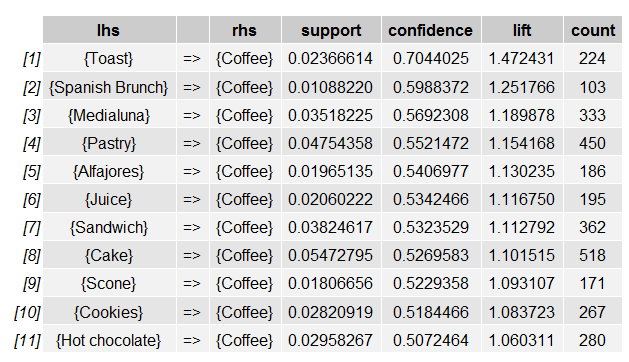 lhs rhs support confidence lift count
[1] {Toast} => {Coffee} 0.02366614 0.7044025 1.472431 224
[2] {Spanish Brunch} => {Coffee} 0.01088220 0.5988372 1.251766 103
[3] {Medialuna} => {Coffee} 0.03518225 0.5692308 1.189878 333
[4] {Pastry} => {Coffee} 0.04754358 0.5521472 1.154168 450
[5] {Alfajores} => {Coffee} 0.01965135 0.5406977 1.130235 186
[6] {Juice} => {Coffee} 0.02060222 0.5342466 1.116750 195
[7] {Sandwich} => {Coffee} 0.03824617 0.5323529 1.112792 362
[8] {Cake} => {Coffee} 0.05472795 0.5269583 1.101515 518
[9] {Scone} => {Coffee} 0.01806656 0.5229358 1.093107 171
[10] {Cookies} => {Coffee} 0.02820919 0.5184466 1.083723 267
[11] {Hot chocolate} => {Coffee} 0.02958267 0.5072464 1.060311 280